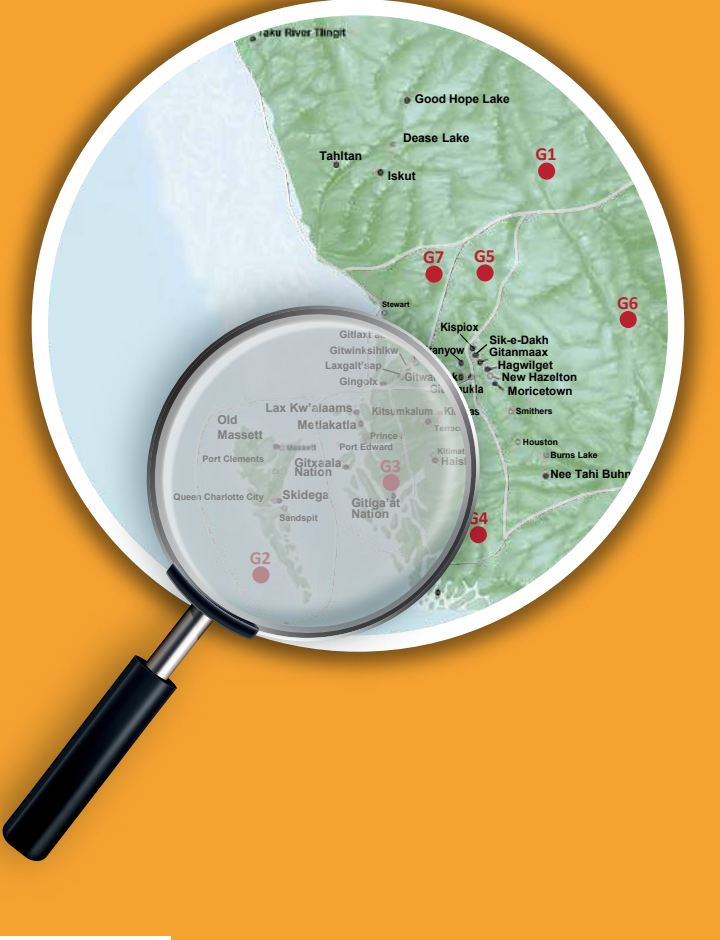 Taku River Tlingit
Good Hope Lake
Dease Lake
Tahltan
Iskut
G1
G7
G5
G6
Stewart
Kispiox
Sik-e-Dakh
Gitanmaax
Hagwilget
New Hazelton
Moricetown
Gitwinksihlkw
Laxgalt'sap
Gingolx
Lax Kw'alaams
Metlakatla
Kitsumkalum
Smithers
Old
Massett
Massett
Prince
Port Edward
Houston
Burns Lake
Port Clements
Gitxaala
Nation
Kitimat
G3
Nee Tahi Buhn
Queen Charlotte City
Skidega
Sandspit
Gitiga'at
Nation
G4
G2